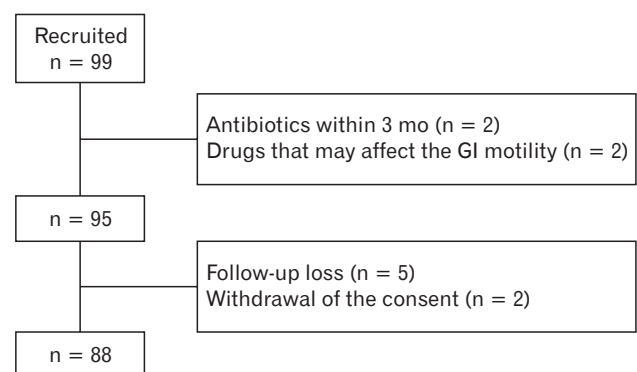 Recruited
n = 99
Antibiotics within 3 mo (n = 2)
Drugs that may affect the GI motility (n = 2)
n = 95
Follow-up loss (n = 5)
Withdrawal of the consent (n = 2)
n = 88